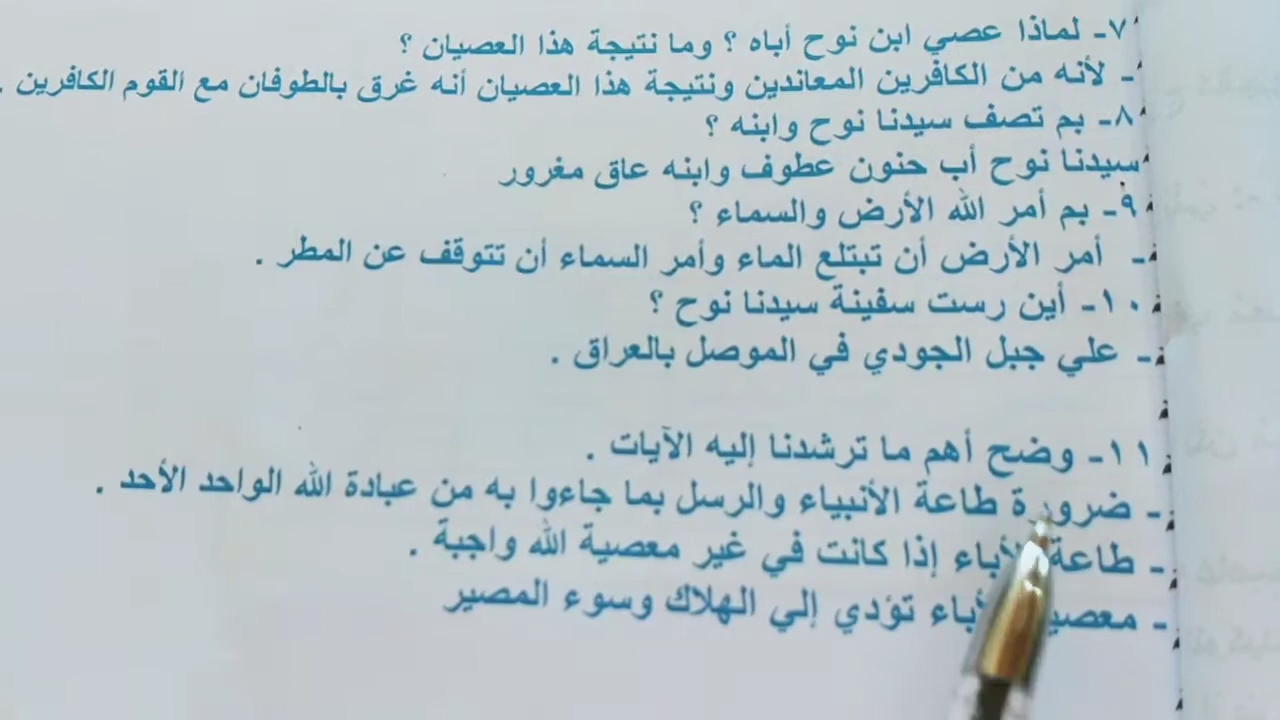 ٧- لماذا عصي ابن نوح أباه ؟ وما نتيجة هذا العصيان ؟
- لأنه من الكافرين المعاندين ونتيجة هذا العصيان أنه غرق بالطوفان مع القوم الكافرين .
٨- بم تصف سيدنا نوح وابنه ؟
سيدنا نوح أب حنون عطوف وابنه عاق مغرور
٩- بم أمر الله الأرض والسماء ؟
- أمر الأرض أن تبتلع الماء وأمر السماء أن تتوقف عن المطر .
١٠- أين رست سفينة سيدنا نوح ؟
- علي جبل الجودي في الموصل بالعراق .
١١- وضح أهم ما ترشدنا إليه الآيات .
- ضرورة طاعة الأنبياء والرسل بما جاءوا به من عبادة الله الواحد الأحد .
- طاعة إذا كانت في غير معصية الله واجبة .
- تؤدي إلي الهلاك وسوء المصير